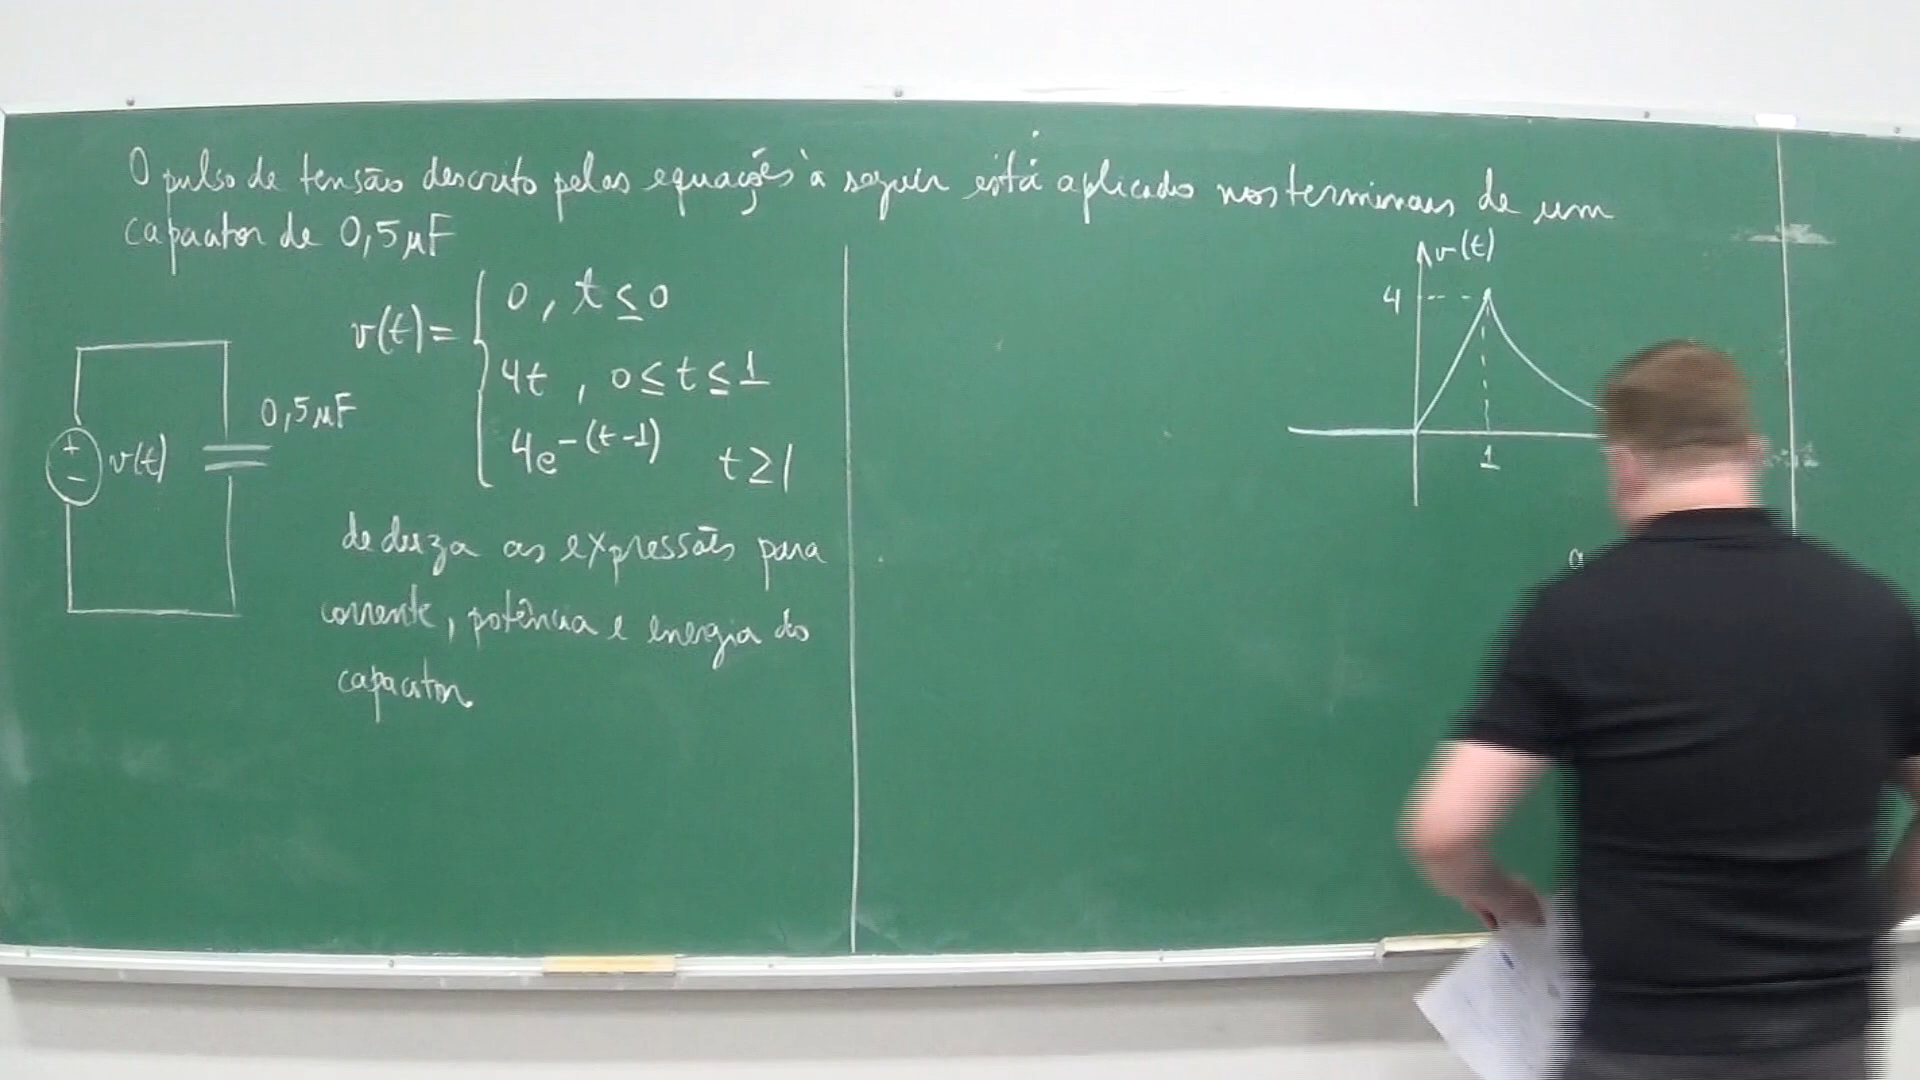 O pulso de tensão descrito pelas equações à seguir está aplicado nos terminais de um
capacitor de 0,5μF
v(t)= 0, t ≤ 0
4t , 0 ≤ t ≤ 1
4e^-(t-1) t ≥ 1
0,5μF
+
-
v(t)
deduza as expressões para
corrente, potência e energia do
capacitor
v(t)
4
1